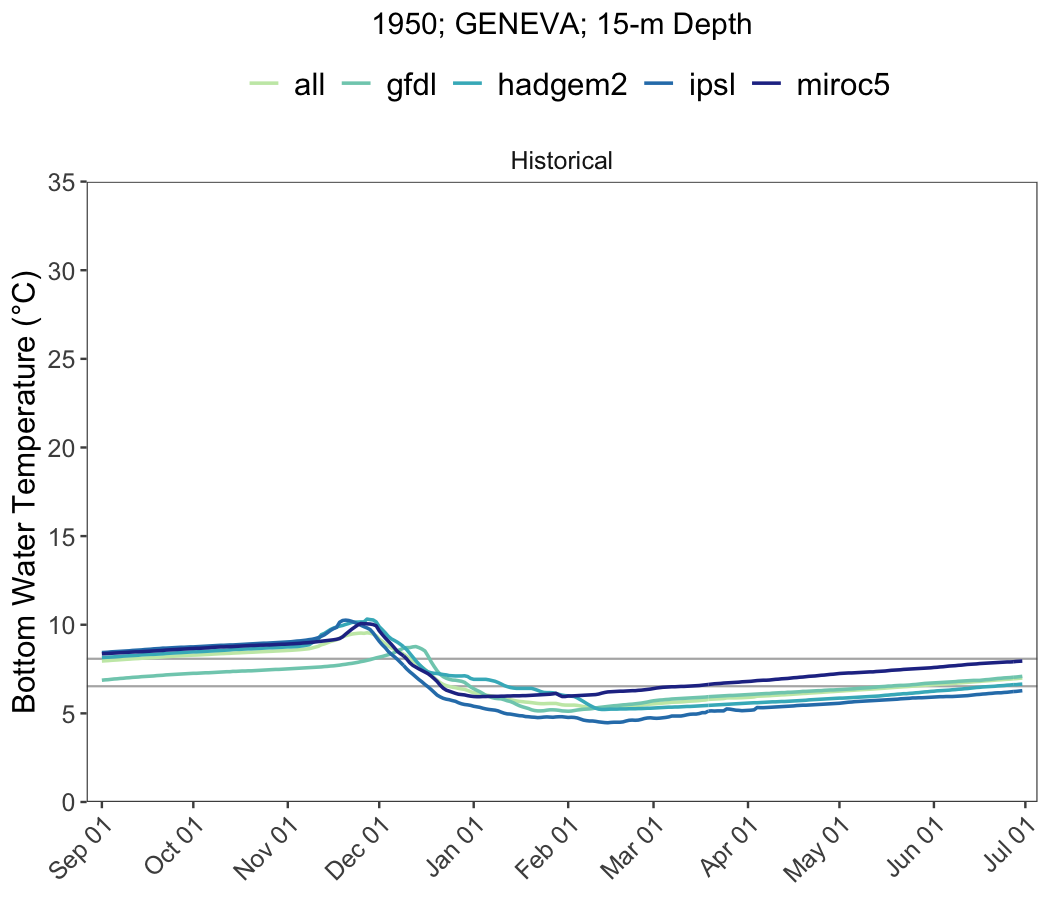 1950; GENEVA; 15-m Depth
all gfdl hadgem2 ipsl miroc5
Historical
Bottom Water Temperature (°C)
35
30
25
20
15
10
5
0
Sep 01 Oct 01 Nov 01 Dec 01 Jan 01 Feb 01 Mar 01 Apr 01 May 01 Jun 01 Jul 01